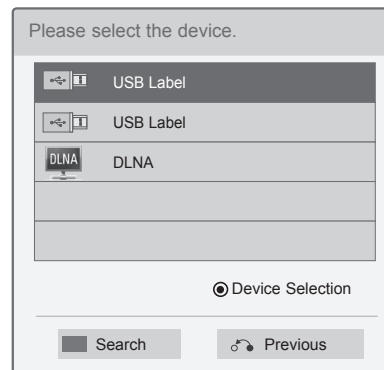 Please select the device.
USB Label
USB Label
DLNA DLNA
Device Selection
Search Previous